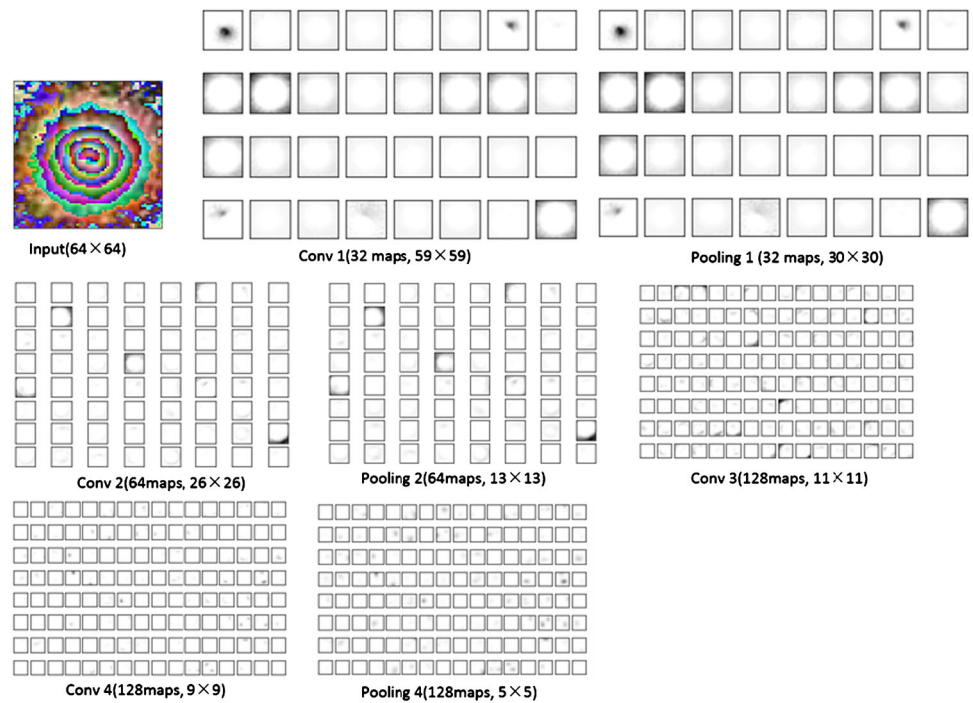 Input(64×64)
Conv 1(32 maps, 59×59)
Pooling 1 (32 maps, 30×30)
Conv 2(64maps, 26×26)
Pooling 2(64maps, 13×13)
Conv 3(128maps, 11×11)
Conv 4(128maps, 9×9)
Pooling 4(128maps, 5×5)